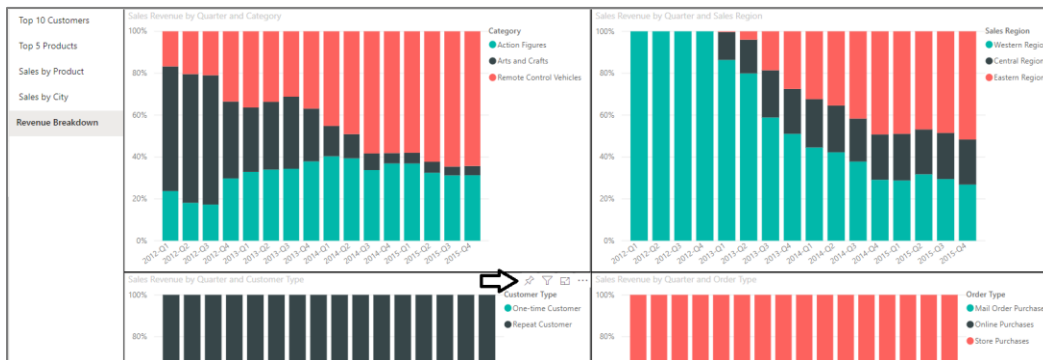 Top 10 Customers
Top 5 Products
Sales by Product
Sales by City
Revenue Breakdown
Sales Revenue by Quarter and Category
100%
80%
60%
40%
20%
0%
2012-Q1 2012-Q2 2012-Q3 2012-Q4 2013-Q1 2013-Q2 2013-Q3 2013-Q4 2014-Q1 2014-Q2 2014-Q3 2014-Q4 2015-Q1 2015-Q2 2015-Q3 2015-Q4
Category
Action Figures
Arts and Crafts
Remote Control Vehicles
Sales Revenue by Quarter and Sales Region
100%
80%
60%
40%
20%
0%
2012-Q1 2012-Q2 2012-Q3 2012-Q4 2013-Q1 2013-Q2 2013-Q3 2013-Q4 2014-Q1 2014-Q2 2014-Q3 2014-Q4 2015-Q1 2015-Q2 2015-Q3 2015-Q4
Sales Region
Western Regio
Central Region
Eastern Region
Sales Revenue by Quarter and Customer Type
100%
80%
Customer Type
One-time Customer
Repeat Customer
Sales Revenue by Quarter and Order Type
100%
80%
Order Type
Mail Order Purchase
Online Purchases
Store Purchases